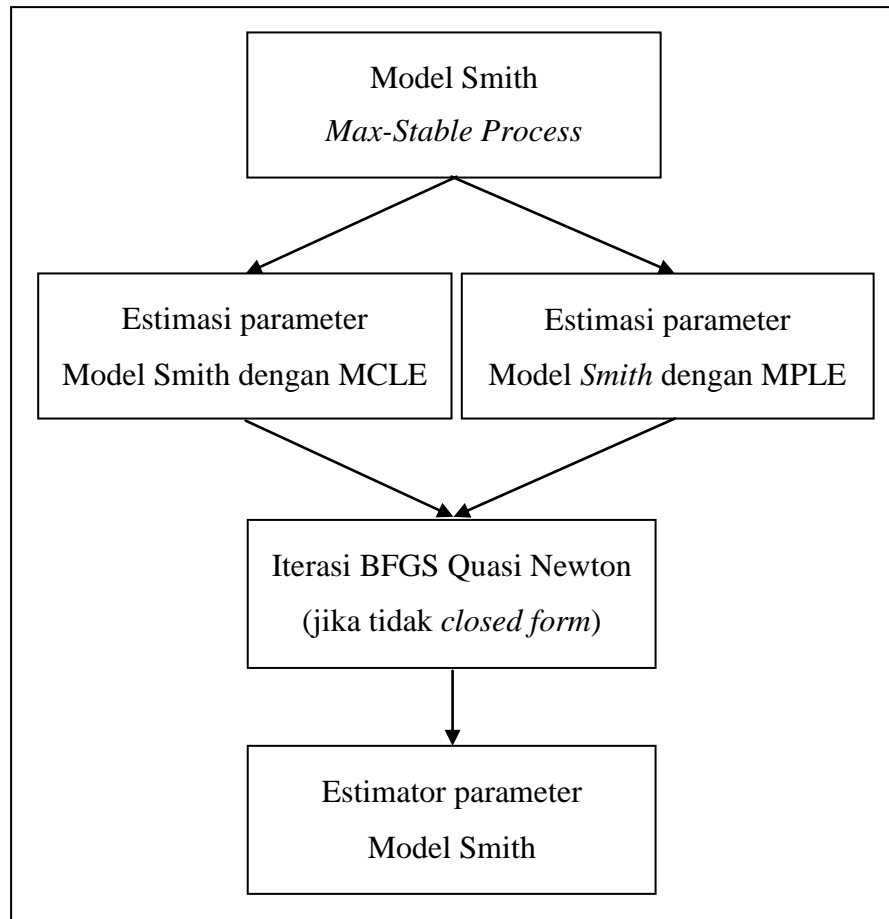 Model Smith
Max-Stable Process
Estimasi parameter
Model Smith dengan MCLE
Estimasi parameter
Model Smith dengan MPLE
Iterasi BFGS Quasi Newton
(jika tidak closed form)
Estimator parameter
Model Smith